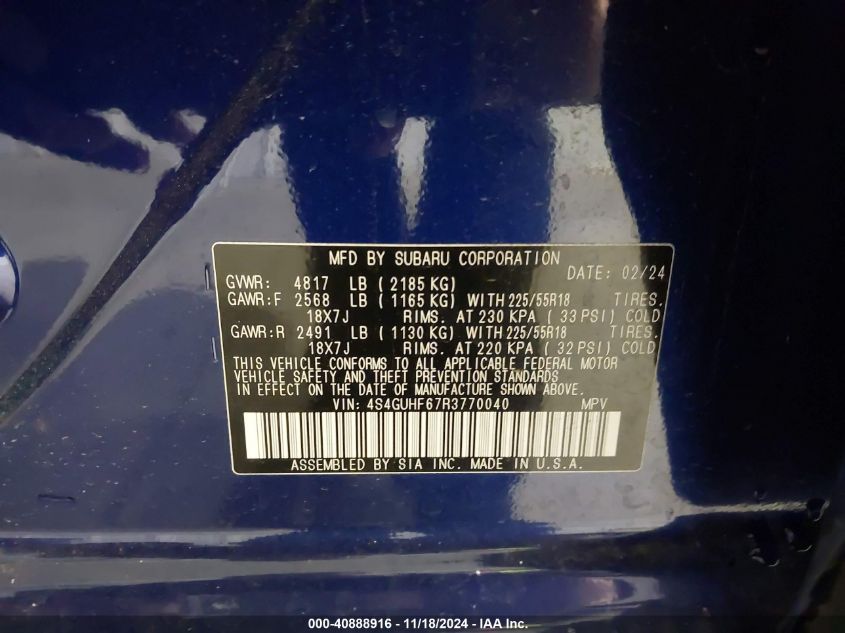 MFD BY SUBARU CORPORATION
DATE: 02/24
GVWR: 4817 LB ( 2185 KG)
GAWR:F 2568 LB ( 1165 KG) WITH 225/55R18 TIRES.
18X7J RIMS. AT 230 KPA ( 33 PSI) COLD
GAWR:R 2491 LB ( 1130 KG) WITH 225/55R18 TIRES.
18X7J RIMS. AT 220 KPA ( 32 PSI) COLD
THIS VEHICLE CONFORMS TO ALL APPLICABLE FEDERAL MOTOR
VEHICLE SAFETY AND THEFT PREVENTION STANDARDS
IN EFFECT ON THE DATE OF MANUFACTURE SHOWN ABOVE.
VIN: 4S4GUHF67R3770040 MPV
ASSEMBLED BY SIA INC. MADE IN U.S.A.
000-40888916 - 11/18/2024 - IAA Inc.